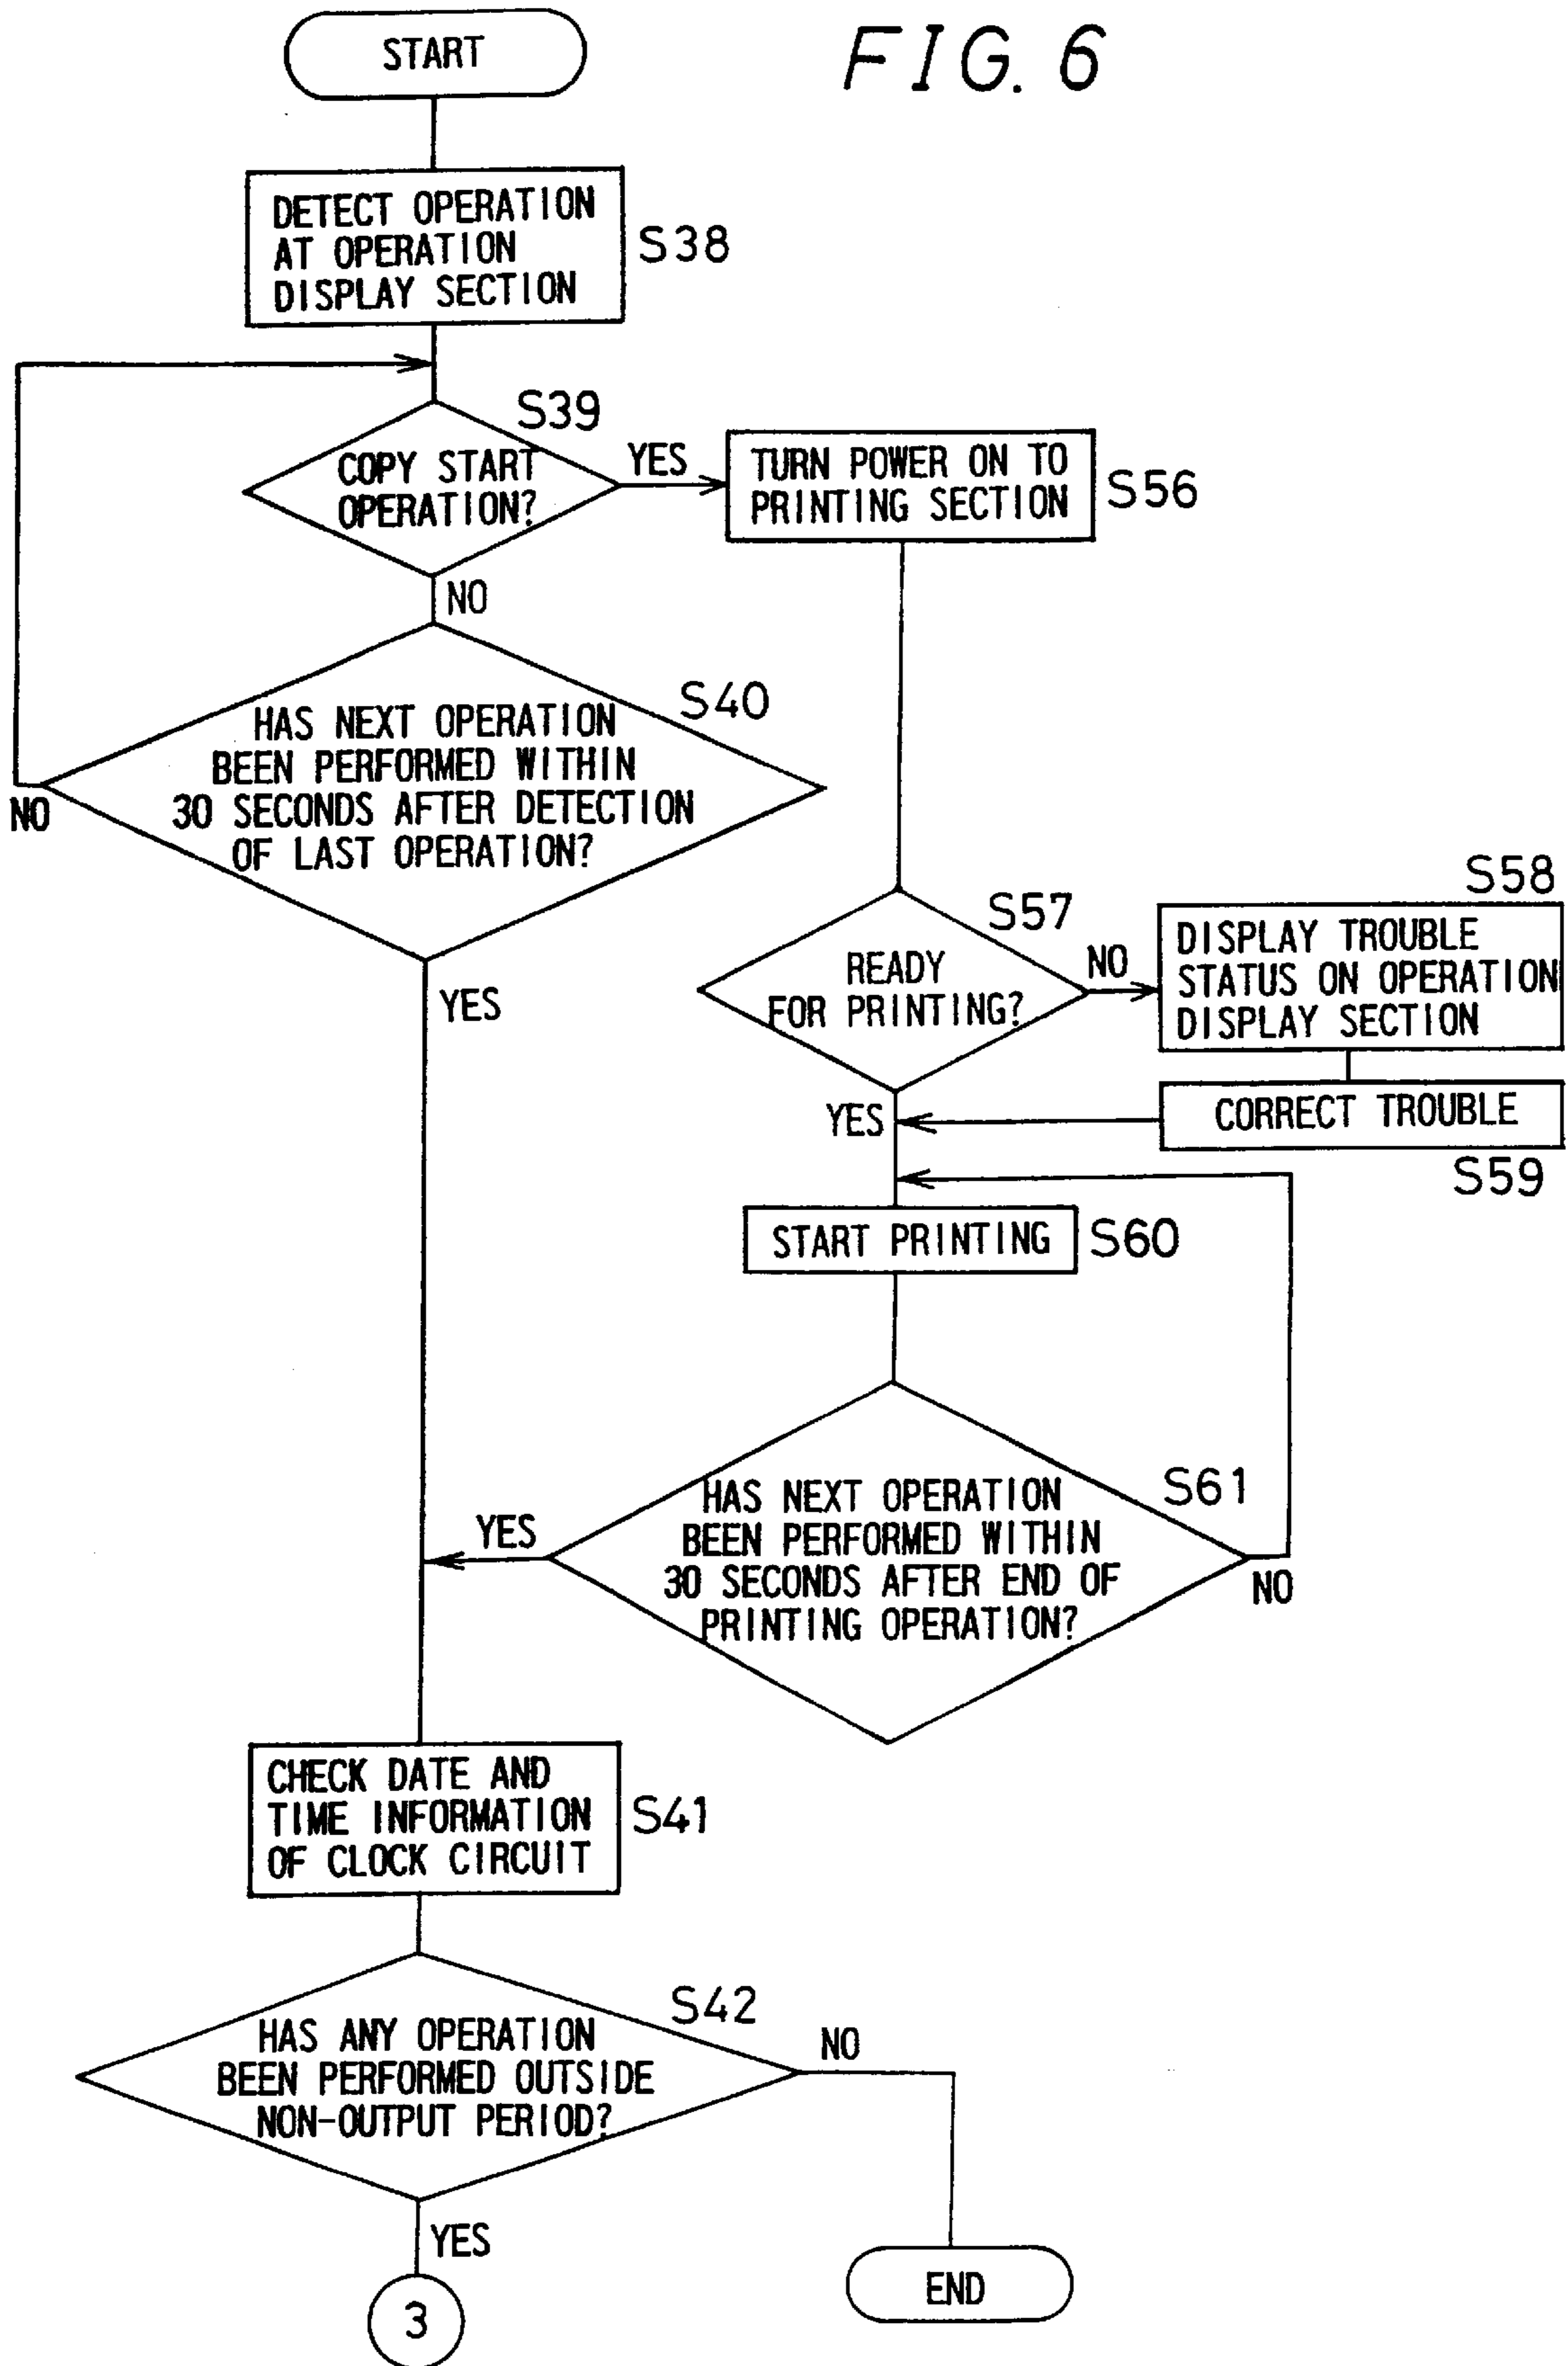 FIG. 6
START
DETECT OPERATION
AT OPERATION
DISPLAY SECTION
S38
S39
COPY START
OPERATION?
YES
TURN POWER ON TO
PRINTING SECTION
S56
NO
S40
HAS NEXT OPERATION
BEEN PERFORMED WITHIN
30 SECONDS AFTER DETECTION
OF LAST OPERATION?
NO
YES
S57
READY
FOR PRINTING?
NO
S58
DISPLAY TROUBLE
STATUS ON OPERATION
DISPLAY SECTION
YES
CORRECT TROUBLE
S59
START PRINTING
S60
S61
HAS NEXT OPERATION
BEEN PERFORMED WITHIN
30 SECONDS AFTER END OF
PRINTING OPERATION?
YES
NO
CHECK DATE AND
TIME INFORMATION
OF CLOCK CIRCUIT
S41
S42
HAS ANY OPERATION
BEEN PERFORMED OUTSIDE
NON-OUTPUT PERIOD?
NO
YES
END
3